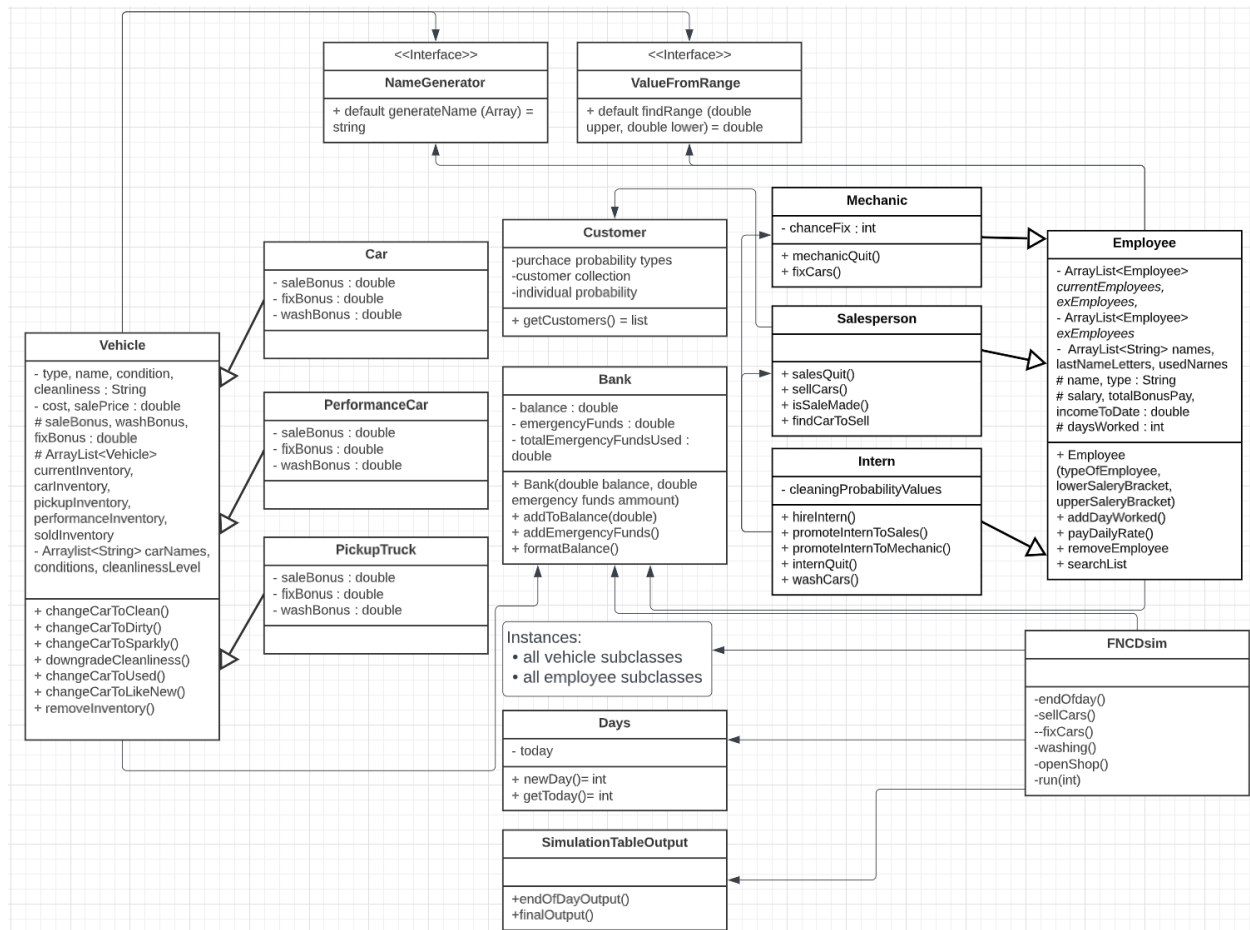 <<Interface>>
NameGenerator
+ default generateName (Array) =
string
<<Interface>>
ValueFromRange
+ default findRange (double
upper, double lower) = double
Mechanic
- chanceFix : int
+ mechanicQuit()
+ fixCars()
Customer
-purchace probability types
-customer collection
-individual probability
+ getCustomers() = list
Employee
- ArrayList<Employee>
currentEmployees,
exEmployees,
- ArrayList<Employee>
exEmployees
- ArrayList<String> names,
lastNameLetters, usedNames
# name, type : String
# salary, totalBonusPay,
incomeToDate : double
# daysWorked : int
+ Employee
(typeOfEmployee,
lowerSaleryBracket,
upperSaleryBracket)
+ addDayWorked()
+ payDailyRate()
+ removeEmployee
+ searchList
Car
- saleBonus : double
- fixBonus : double
- washBonus : double
Salesperson
+ salesQuit()
+ sellCars()
+ isSaleMade()
+ findCarToSell
Vehicle
- type, name, condition,
cleanliness : String
- cost, salePrice : double
# saleBonus, washBonus,
fixBonus : double
# ArrayList<Vehicle>
currentInventory,
carInventory,
pickupInventory,
performanceInventory,
soldInventory
- Arraylist<String> carNames,
conditions, cleanlinessLevel
+ changeCarToClean()
+ changeCarToDirty()
+ changeCarToSparkly()
+ downgradeCleanliness()
+ changeCarToUsed()
+ changeCarToLikeNew()
+ removeInventory()
Bank
- balance : double
- emergencyFunds : double
- totalEmergencyFundsUsed :
double
+ Bank(double balance, double
emergency funds ammount)
+ addToBalance(double)
+ addEmergencyFunds()
+ formatBalance()
PerformanceCar
- saleBonus : double
- fixBonus : double
- washBonus : double
Intern
- cleaningProbabilityValues
+ hireIntern()
+ promoteInternToSales()
+ promoteInternToMechanic()
+ internQuit()
+ washCars()
PickupTruck
- saleBonus : double
- fixBonus : double
- washBonus : double
Instances:
• all vehicle subclasses
• all employee subclasses
FNCDsim
-endOfday()
-sellCars()
--fixCars()
-washing()
-openShop()
-run(int)
Days
- today
+ newDay()= int
+ getToday()= int
SimulationTableOutput
+endOfDayOutput()
+finalOutput()